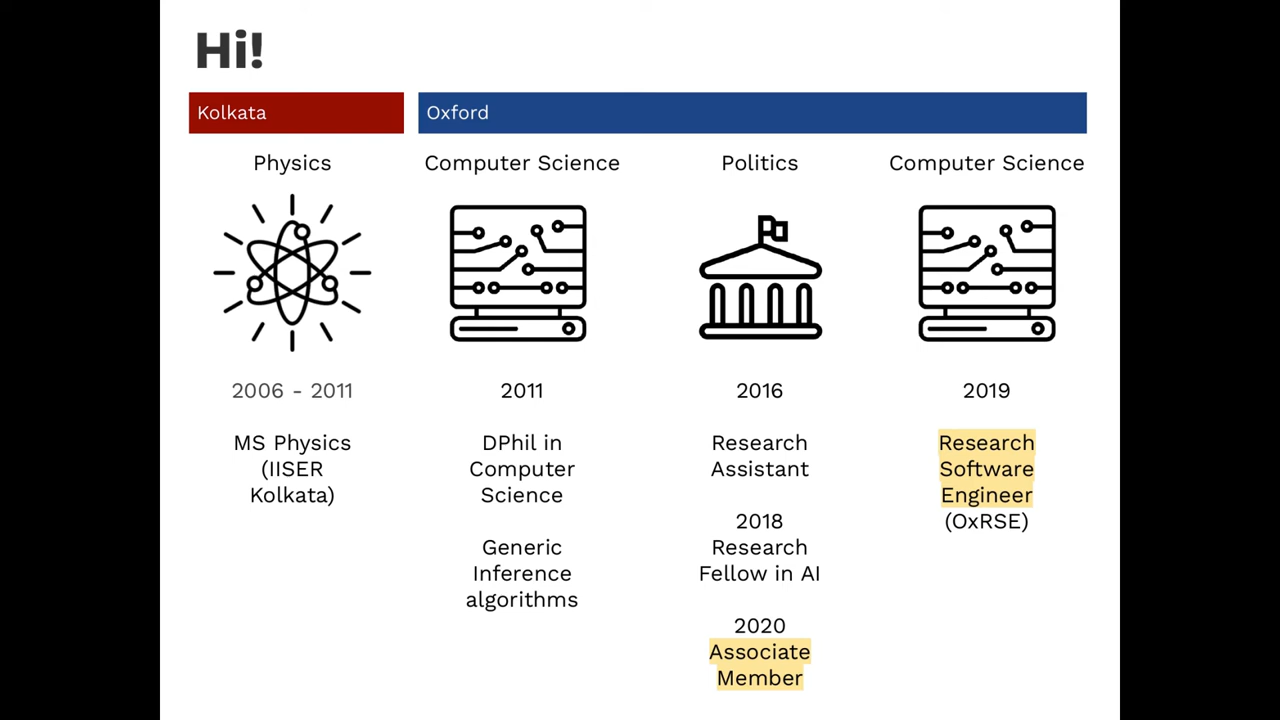 Hi!
Kolkata
Oxford
Physics
Computer Science
Politics
Computer Science
2006 - 2011
MS Physics
(IISER
Kolkata)
2011
DPhil in
Computer
Science
Generic
Inference
algorithms
2016
Research
Assistant
2018
Research
Fellow in AI
2020
Associate
Member
2019
Research
Software
Engineer
(OxRSE)